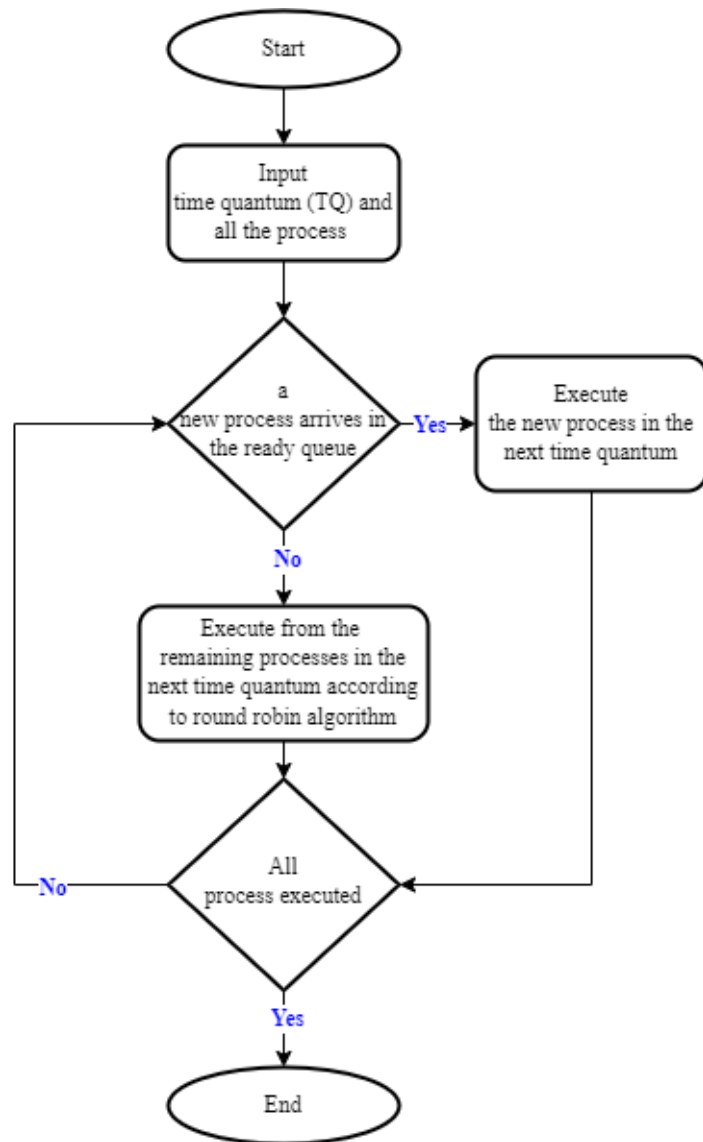 Start
Input
time quantum (TQ) and
all the process
a
new process arrives in
the ready queue
Yes
Execute
the new process in the
next time quantum
No
Execute from the
remaining processes in the
next time quantum according
to round robin algorithm
All
process executed
No
Yes
End